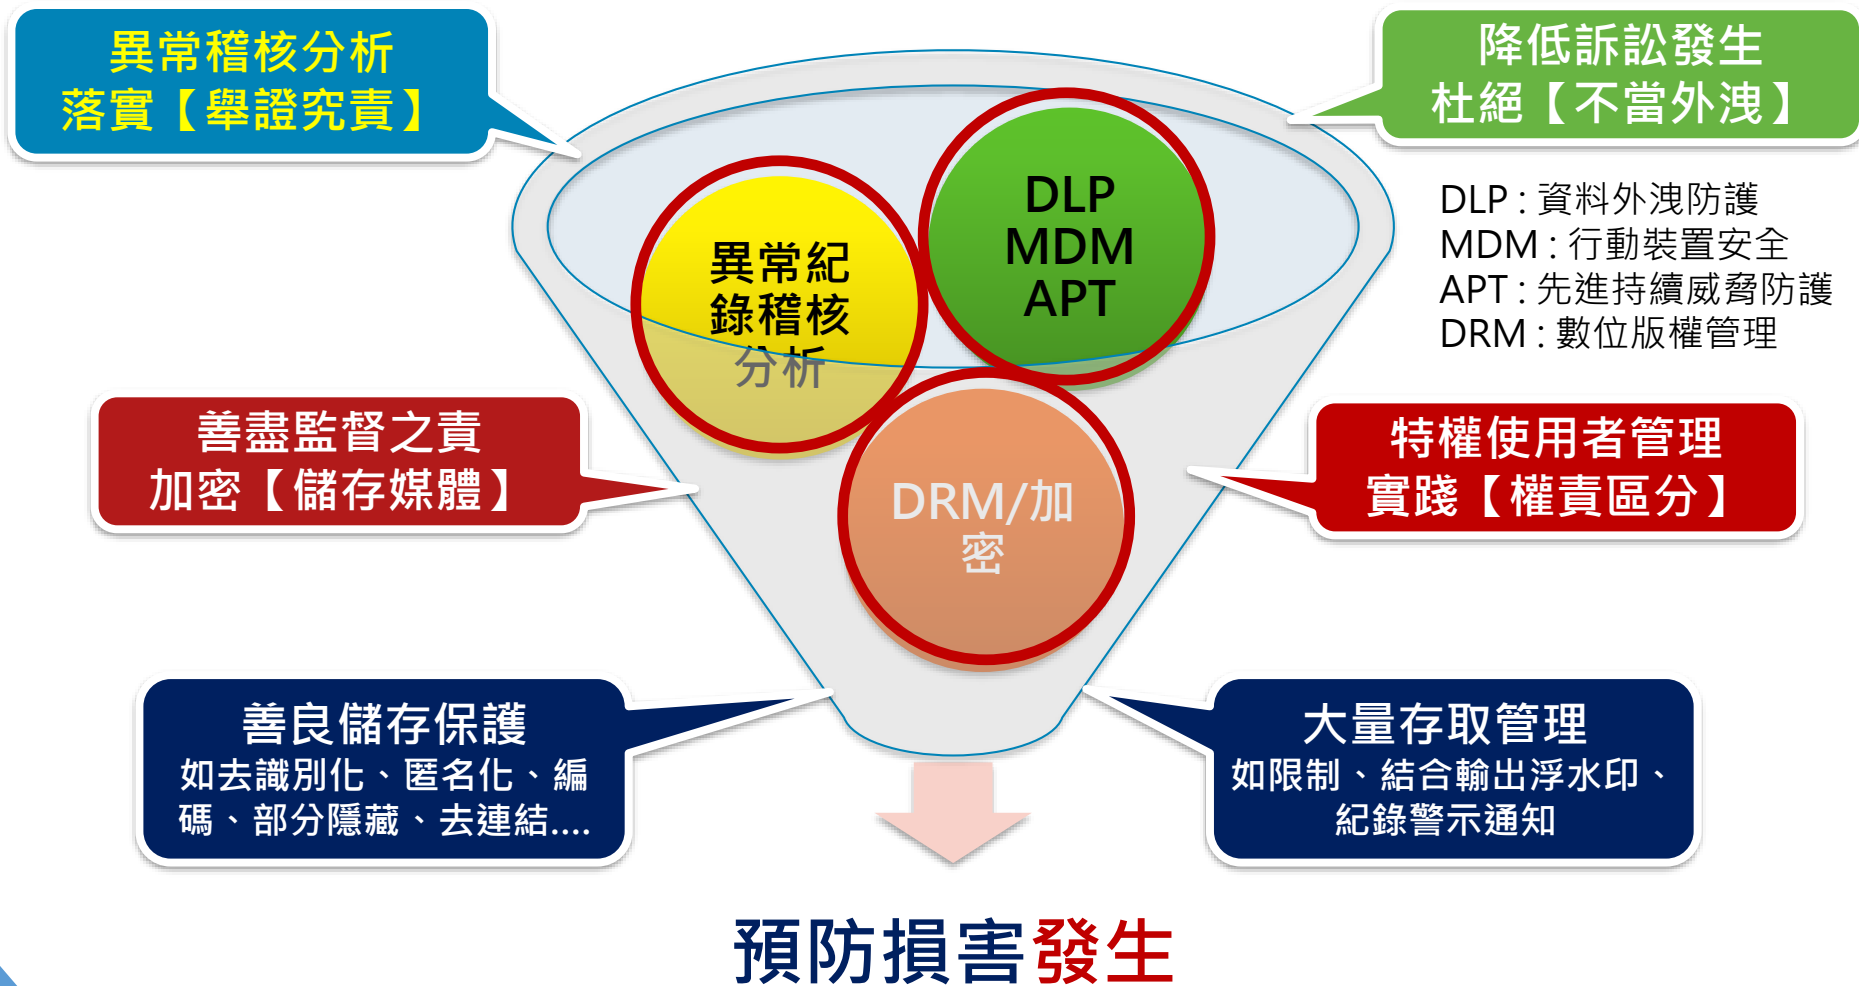 異常稽核分析
落實【舉證究責】
降低訴訟發生
杜絕【不當外洩】
DLP : 資料外洩防護
MDM : 行動裝置安全
APT : 先進持續威脅防護
DRM : 數位版權管理
DLP
MDM
APT
異常紀
錄稽核
分析
善盡監督之責
加密【儲存媒體】
特權使用者管理
實踐【權責區分】
DRM/加
密
善良儲存保護
如去識別化、匿名化、編
碼、部分隱藏、去連結....
大量存取管理
如限制、結合輸出浮水印、
紀錄警示通知
預防損害發生